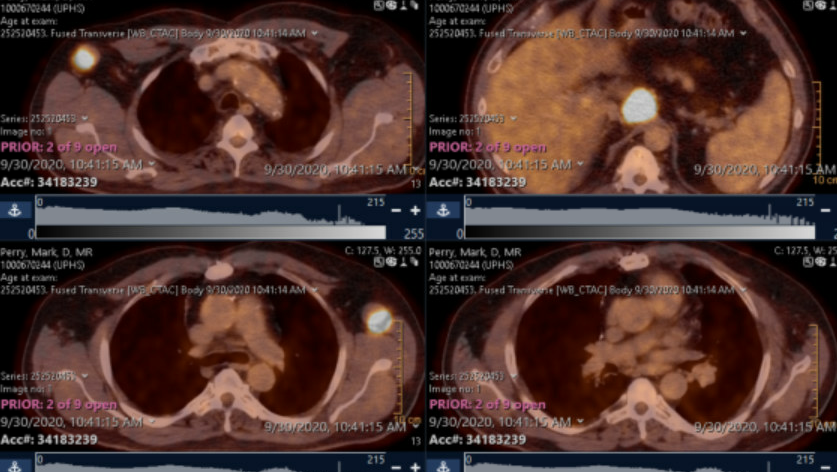 1000670244 (UPHS)
Age at exam:
252520453. Fused Transverse [WB_CTAC] Body 9/30/2020 10:41:14 AM
Series: 252520453
Image no: 1
PRIOR: 2 of 9 open
9/30/2020, 10:41:15 AM
9/30/2020, 10:41:15 AM
Acc#: 34183239
13
0
215
0
255
1000670244 (UPHS)
Age at exam:
252520453. Fused Transverse [WB_CTAC] Body 9/30/2020 10:41:14 AM
Series: 252520453
Image no: 1
PRIOR: 2 of 9 open
9/30/2020, 10:41:15 AM
9/30/2020, 10:41:15 AM
10 cm
Acc#: 34183239
0
215
0
Perry, Mark, D, MR
C: 127.5, W: 255.0
1000670244 (UPHS)
Age at exam:
252520453. Fused Transverse [WB_CTAC] Body 9/30/2020 10:41:14 AM
Series: 252520453
Image no: 1
PRIOR: 2 of 9 open
9/30/2020, 10:41:15 AM
9/30/2020, 10:41:15 AM
Acc#: 34183239
13
0
215
Perry, Mark, D, MR
C: 127.5, W: 25
1000670244 (UPHS)
Age at exam:
252520453. Fused Transverse [WB_CTAC] Body 9/30/2020 10:41:14 AM
Series: 252520453
Image no: 1
PRIOR: 2 of 9 open
9/30/2020, 10:41:15 AM
9/30/2020, 10:41:15 AM
Acc#: 34183239
0
215